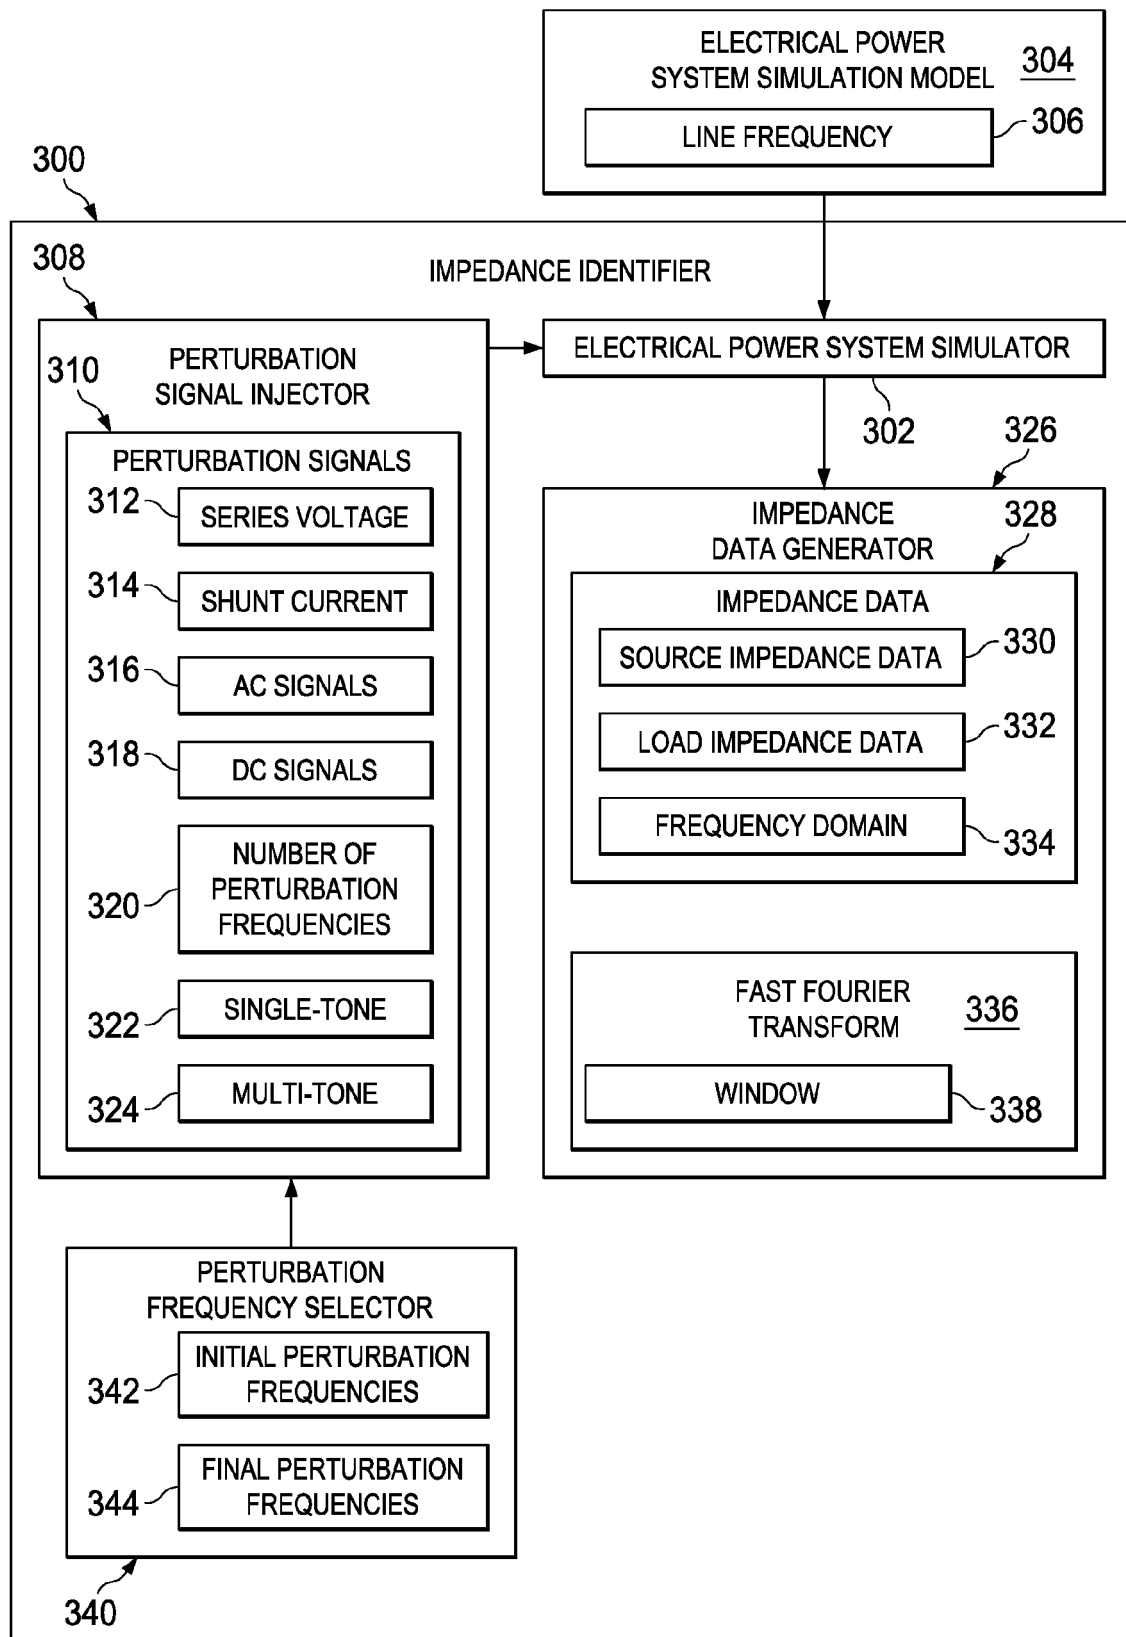 ELECTRICAL POWER
SYSTEM SIMULATION MODEL
304
LINE FREQUENCY
306
300
308
IMPEDANCE IDENTIFIER
PERTURBATION
SIGNAL INJECTOR
310
PERTURBATION SIGNALS
312
SERIES VOLTAGE
314
SHUNT CURRENT
316
AC SIGNALS
318
DC SIGNALS
320
NUMBER OF
PERTURBATION
FREQUENCIES
322
SINGLE-TONE
324
MULTI-TONE
ELECTRICAL POWER SYSTEM SIMULATOR
302
326
IMPEDANCE
DATA GENERATOR
328
IMPEDANCE DATA
SOURCE IMPEDANCE DATA
330
LOAD IMPEDANCE DATA
332
FREQUENCY DOMAIN
334
FAST FOURIER
TRANSFORM
336
WINDOW
338
PERTURBATION
FREQUENCY SELECTOR
342
INITIAL PERTURBATION
FREQUENCIES
344
FINAL PERTURBATION
FREQUENCIES
340